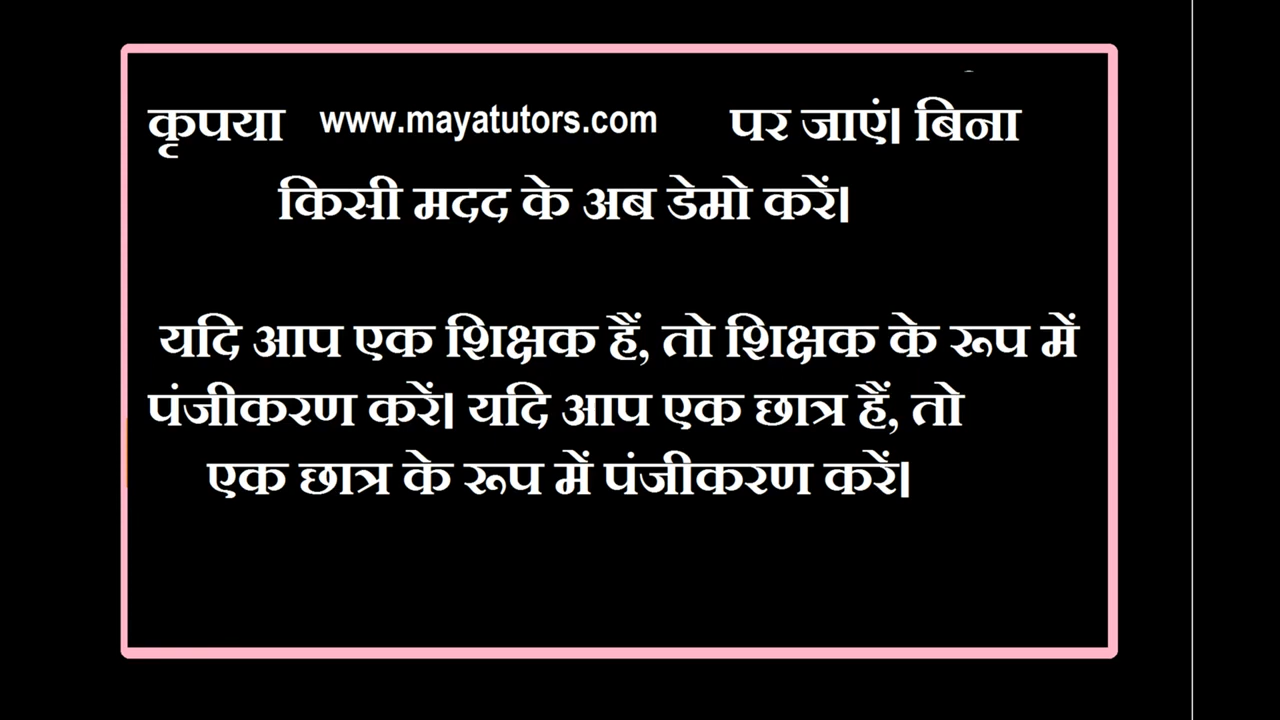 कृपया www.mayatutors.com पर जाएं। बिना
किसी मदद के अब डेमो करें।
यदि आप एक शिक्षक हैं, तो शिक्षक के रूप में
पंजीकरण करें। यदि आप एक छात्र हैं, तो
एक छात्र के रूप में पंजीकरण करें।